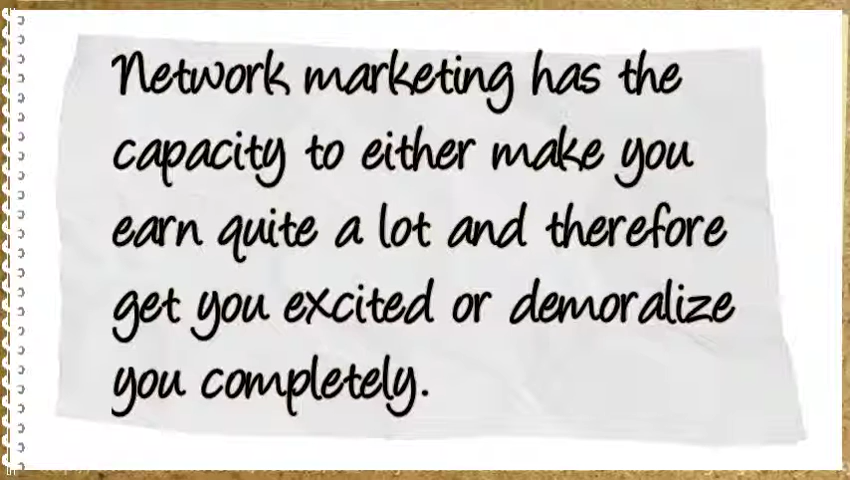 Network marketing has the
capacity to either make you
earn quite a lot and therefore
get you excited or demoralize
you completely.